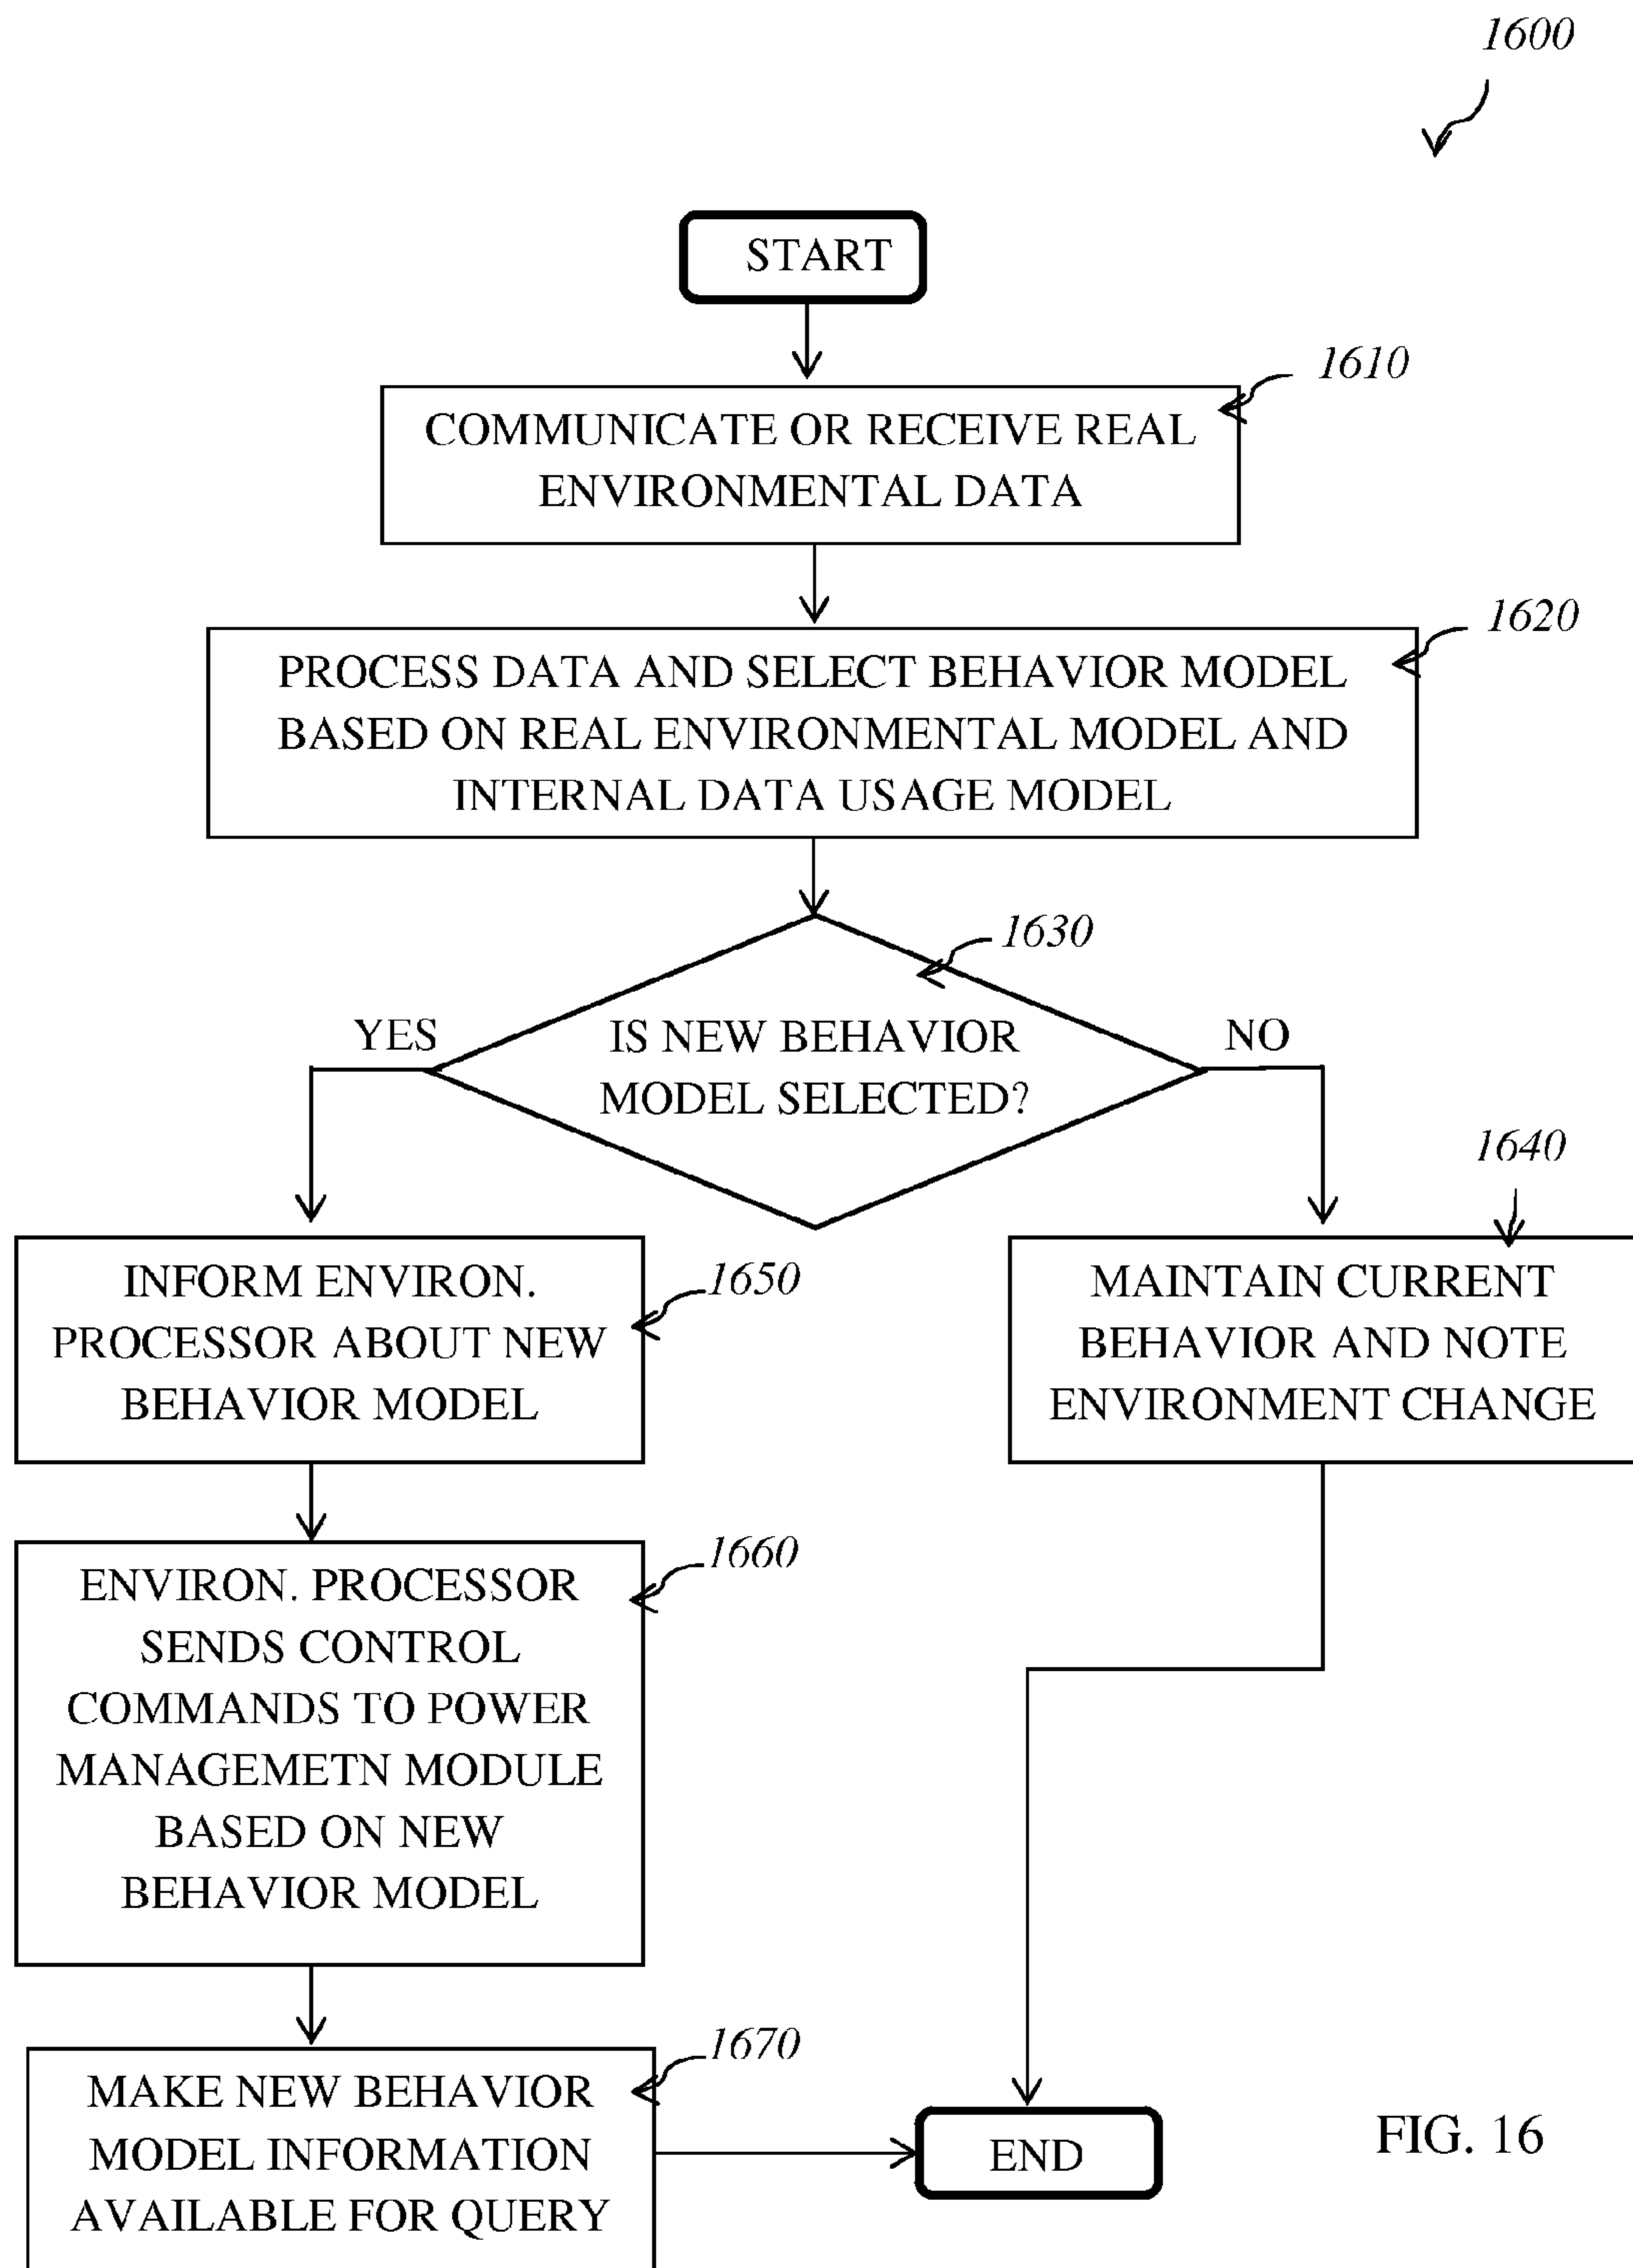 1600
START
1610
COMMUNICATE OR RECEIVE REAL
ENVIRONMENTAL DATA
1620
PROCESS DATA AND SELECT BEHAVIOR MODEL
BASED ON REAL ENVIRONMENTAL MODEL AND
INTERNAL DATA USAGE MODEL
1630
YES
IS NEW BEHAVIOR
MODEL SELECTED?
NO
1640
INFORM ENVIRON.
PROCESSOR ABOUT NEW
BEHAVIOR MODEL
1650
MAINTAIN CURRENT
BEHAVIOR AND NOTE
ENVIRONMENT CHANGE
1660
ENVIRON. PROCESSOR
SENDS CONTROL
COMMANDS TO POWER
MANAGEMETN MODULE
BASED ON NEW
BEHAVIOR MODEL
1670
MAKE NEW BEHAVIOR
MODEL INFORMATION
AVAILABLE FOR QUERY
END
FIG. 16